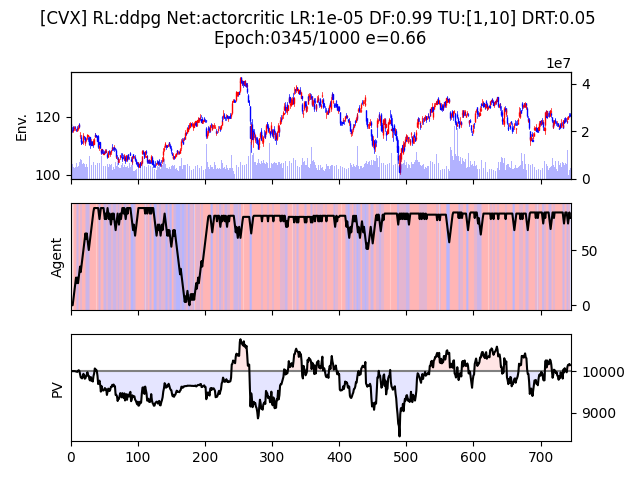 [CVX] RL:ddpg Net:actorcritic LR:1e-05 DF:0.99 TU:[1,10] DRT:0.05
Epoch:0345/1000 e=0.66
1e7
Env.
120
100
4
2
0
Agent
50
0
PV
10000
9000
0
100
200
300
400
500
600
700